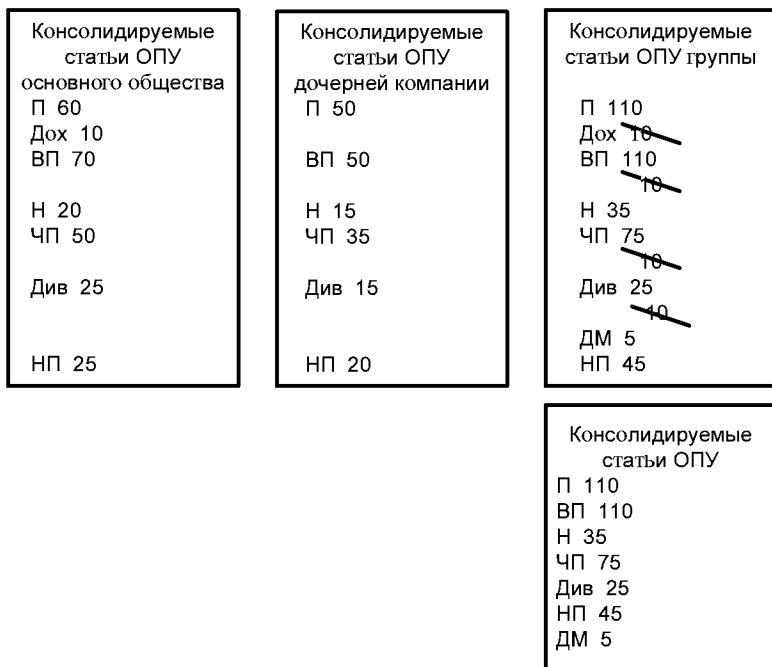 Консолидируемые
статьи ОПУ
основного общества
П 60
Дох 10
ВП 70
Н 20
ЧП 50
Див 25
НП 25
Консолидируемые
статьи ОПУ
дочерней компании
П 50
ВП 50
Н 15
ЧП 35
Див 15
НП 20
Консолидируемые
статьи ОПУ группы
П 110
Дох 10
ВП 110
10
Н 35
ЧП 75
10
Див 25
10
ДМ 5
НП 45
Консолидируемые
статьи ОПУ
П 110
ВП 110
Н 35
ЧП 75
Див 25
НП 45
ДМ 5